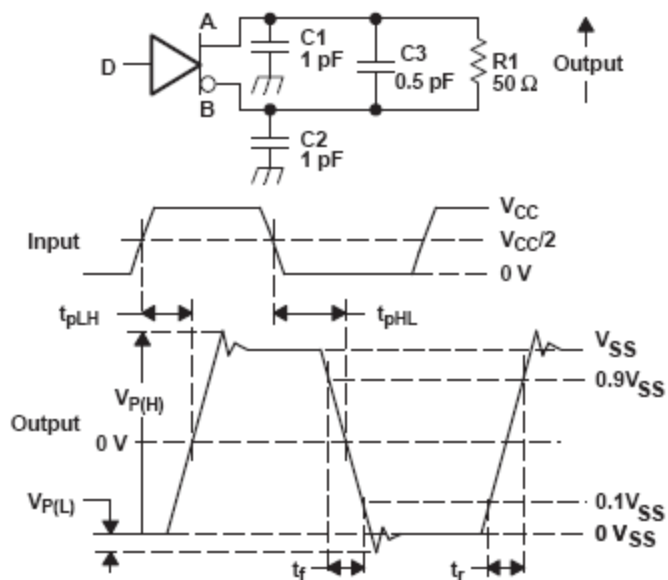 A
D
B
C1
1 pF
C3
0.5 pF
R1
50 Ω
Output
C2
1 pF
Input
VCC
VCC/2
0 V
tpLH
tpHL
VP(H)
Output
0 V
VP(L)
VSS
0.9VSS
0.1VSS
0 VSS
tf
tr